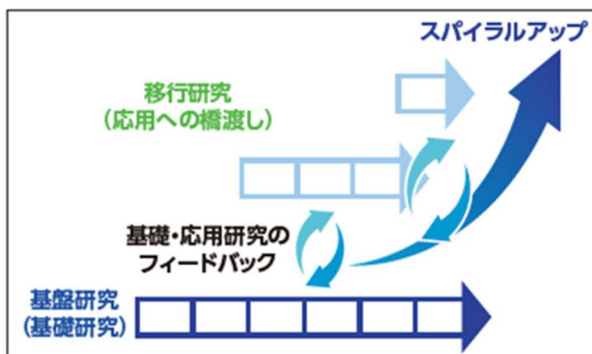 スパイラルアップ
移行研究
(応用への橋渡し)
基礎・応用研究の
フィードバック
基盤研究
(基礎研究)